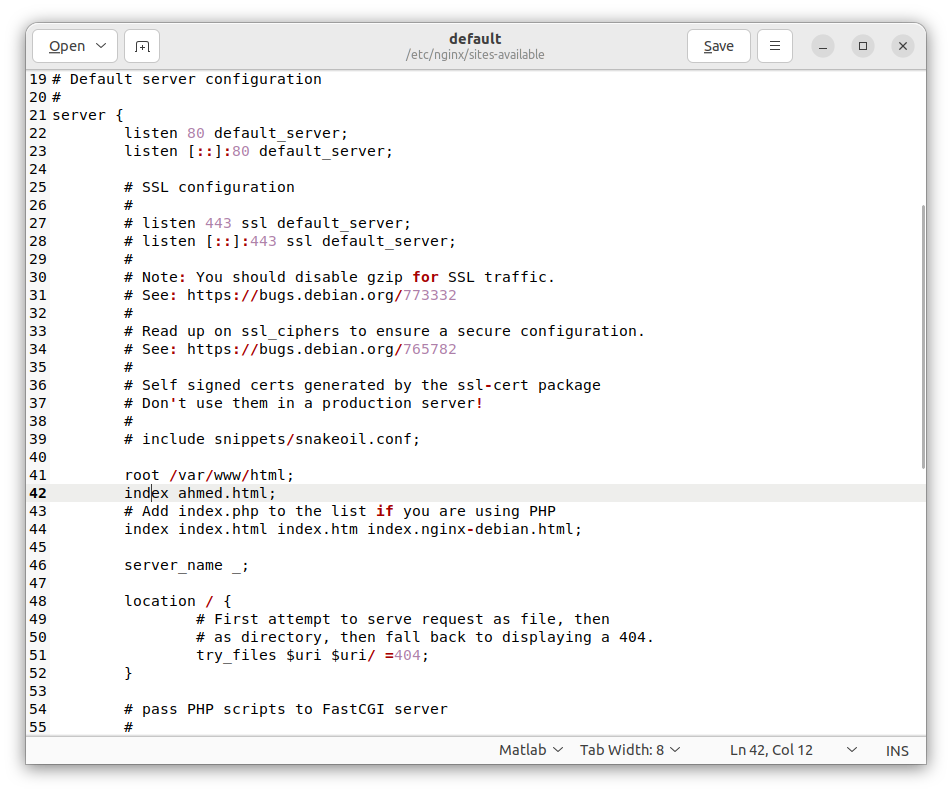 Open
default
/etc/nginx/sites-available
Save
19 # Default server configuration
20 #
21 server {
22         listen 80 default_server;
23         listen [::]:80 default_server;
24
25         # SSL configuration
26         #
27         # listen 443 ssl default_server;
28         # listen [::]:443 ssl default_server;
29         #
30         # Note: You should disable gzip for SSL traffic.
31         # See: https://bugs.debian.org/773332
32         #
33         # Read up on ssl_ciphers to ensure a secure configuration.
34         # See: https://bugs.debian.org/765782
35         #
36         # Self signed certs generated by the ssl-cert package
37         # Don't use them in a production server!
38         #
39         # include snippets/snakeoil.conf;
40
41         root /var/www/html;
42         index ahmed.html;
43         # Add index.php to the list if you are using PHP
44         index index.html index.htm index.nginx-debian.html;
45
46         server_name _;
47
48         location / {
49                 # First attempt to serve request as file, then
50                 # as directory, then fall back to displaying a 404.
51                 try_files $uri $uri/ =404;
52         }
53
54         # pass PHP scripts to FastCGI server
55         #
Matlab Tab Width: 8 Ln 42, Col 12 INS